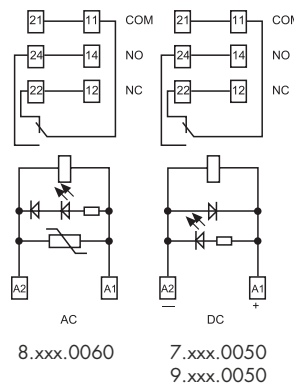 21 11 COM
24 14 NO
22 12 NC
A2 A1
AC
8.xxx.0060
21 11 COM
24 14 NO
22 12 NC
A2 A1
— +
DC
7.xxx.0050
9.xxx.0050